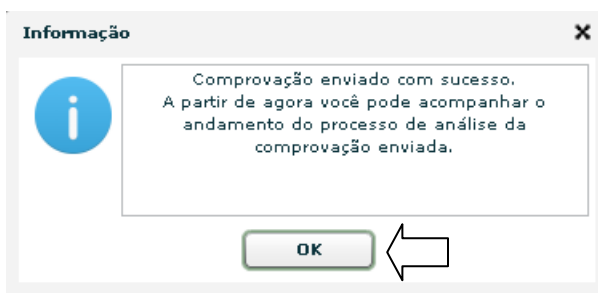 Informação
Comprovação enviado com sucesso.
A partir de agora você pode acompanhar o
andamento do processo de análise da
comprovação enviada.
OK